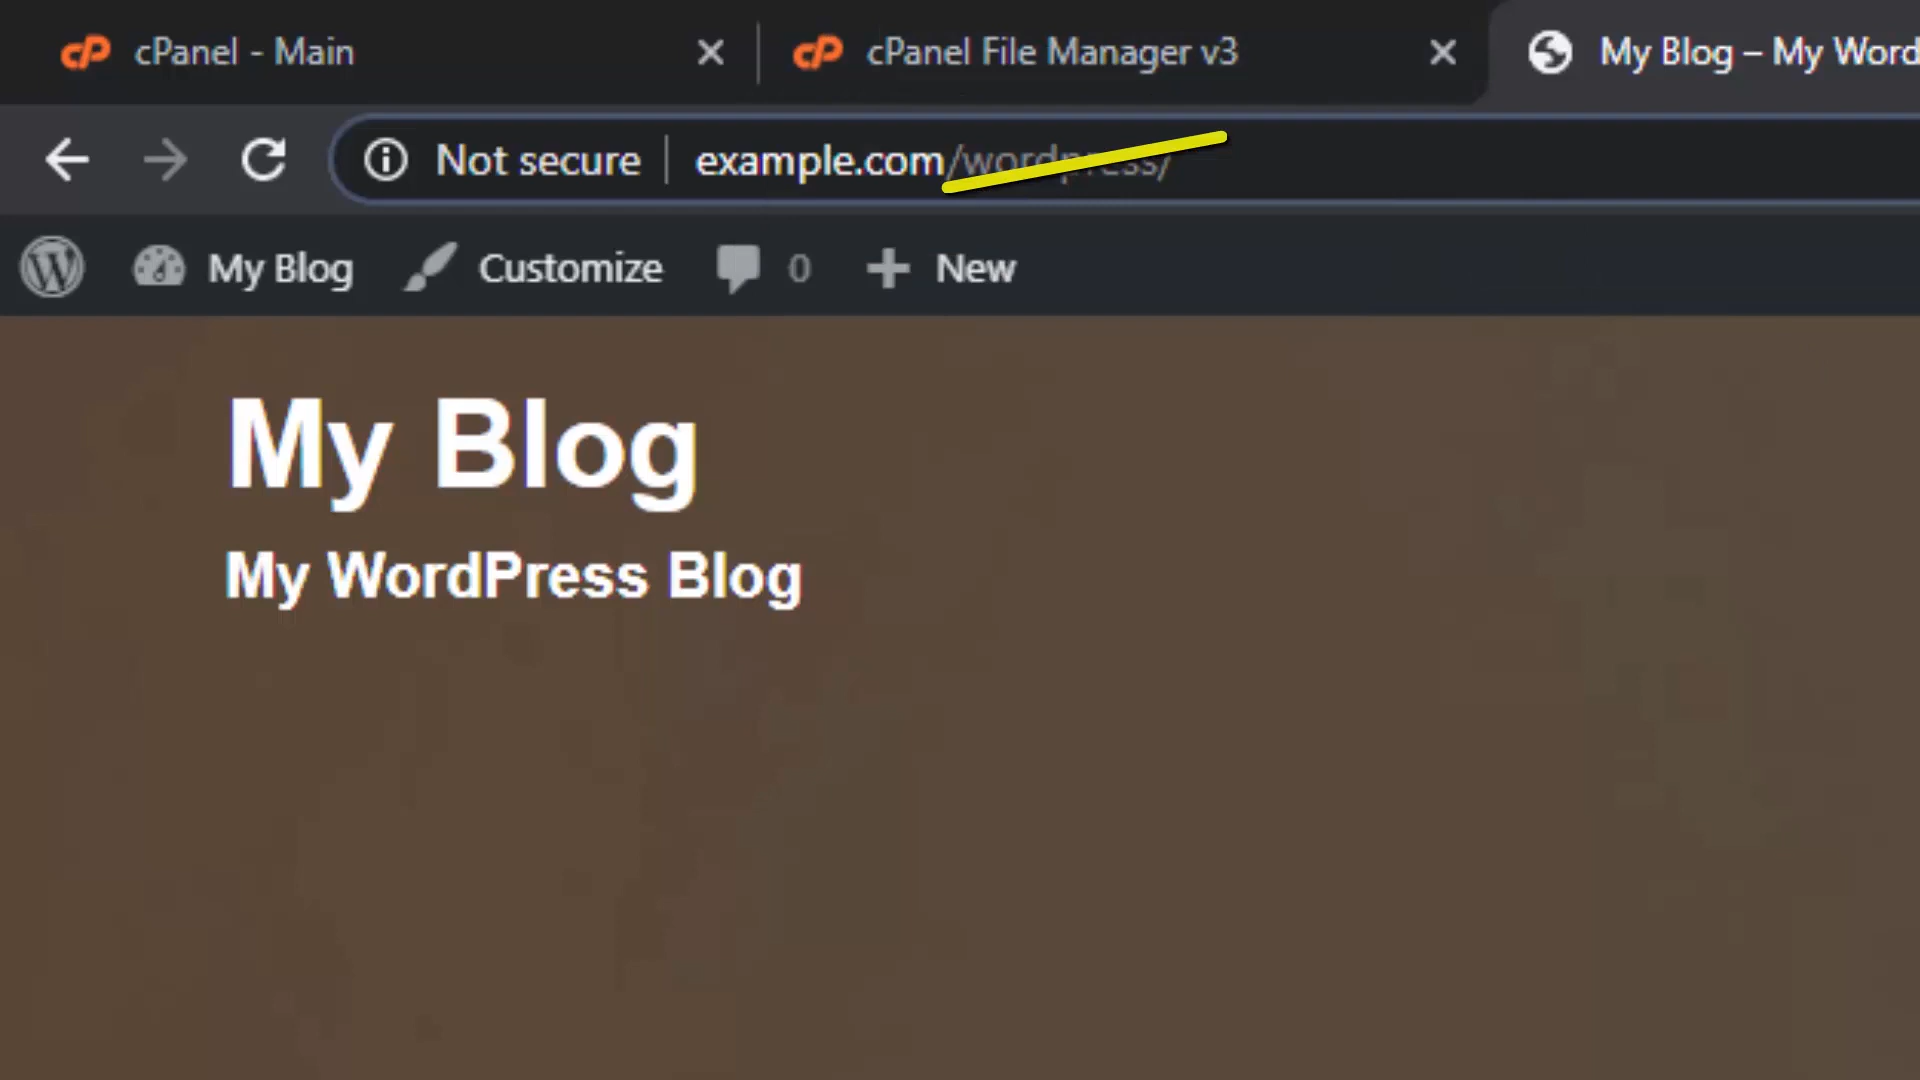 cPanel - Main
cPanel File Manager v3
My Blog – My Word
Not secure
example.com/wordpress/
My Blog
Customize
0
New
My Blog
My WordPress Blog